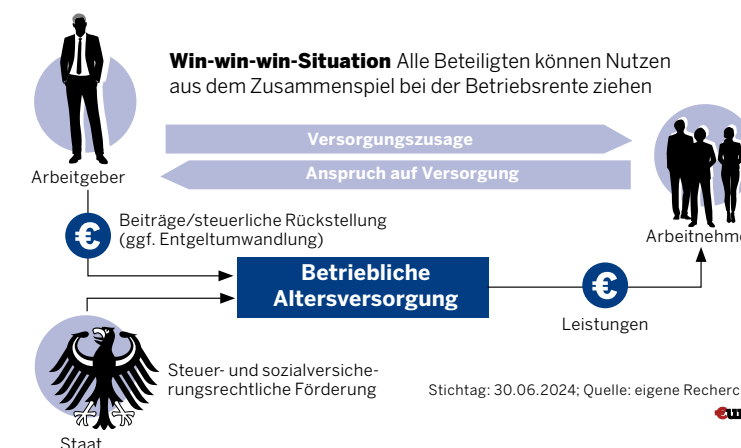 Win-win-win-Situation Alle Beteiligten können Nutzen
aus dem Zusammenspiel bei der Betriebsrente ziehen
Versorgungszusage
Anspruch auf Versorgung
Arbeitgeber
Arbeitnehme
Beiträge/steuerliche Rückstellung
(ggf. Entgeltumwandlung)
€
Betriebliche
Altersversorgung
€
Leistungen
Steuer- und sozialversiche-
rungsrechtliche Förderung
Staat
Stichtag: 30.06.2024; Quelle: eigene Recherc